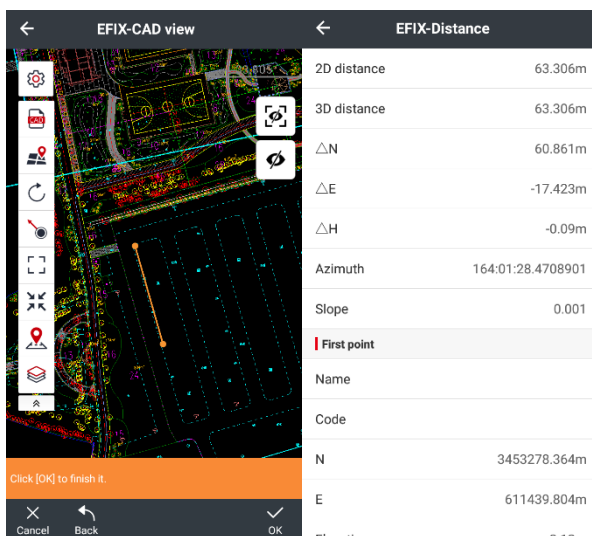 EFIX-CAD view
CAD
Click [OK] to finish it.
Cancel
Back
OK
EFIX-Distance
2D distance 63.306m
3D distance 63.306m
△N 60.861m
△E -17.423m
△H -0.09m
Azimuth 164:01:28.4708901
Slope 0.001
First point
Name
Code
N 3453278.364m
E 611439.804m